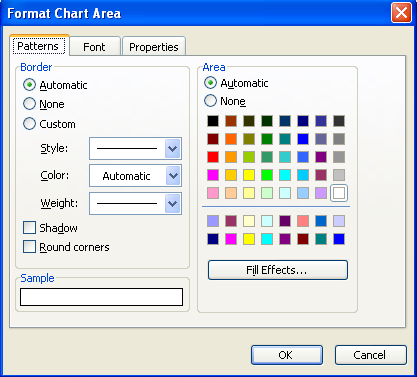 Format Chart Area
Patterns Font Properties
Border
Automatic
None
Custom
Style:
Color: Automatic
Weight:
Shadow
Round corners
Sample
Area
Automatic
None
Fill Effects...
OK Cancel